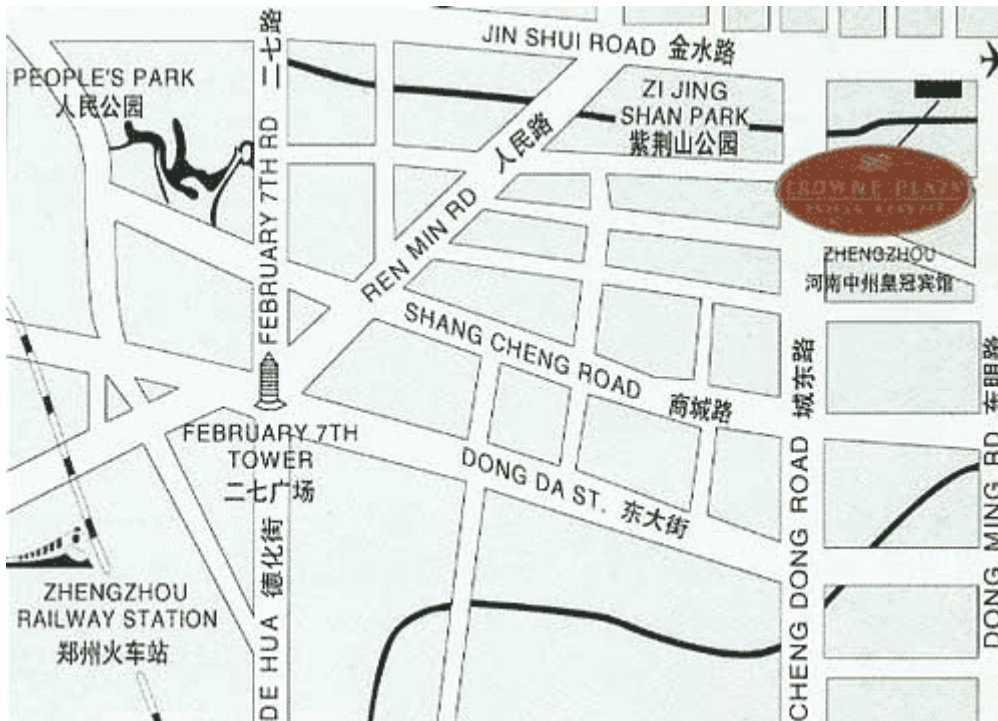 JIN SHUI ROAD 金水路
二七路
PEOPLE'S PARK
人民公园
ZI JING
SHAN PARK
紫荆山公园
FEBRUARY 7TH RD
REN MIN RD 人民路
CROWNE PLAZA
ZHENGZHOU
河南中州皇冠宾馆
SHANG CHENG ROAD 商城路
城东路
东明路
FEBRUARY 7TH
TOWER
二七广场
DONG DA ST. 东大街
CHENG DONG ROAD
DONG MING RD
德化街
DE HUA
ZHENGZHOU
RAILWAY STATION
郑州火车站